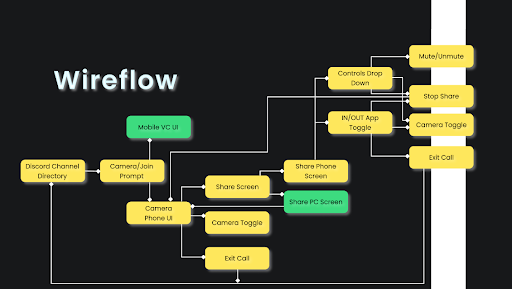 Wireflow
Mobile VC UI
Discord Channel
Directory
Camera/Join
Prompt
Camera
Phone UI
Share Screen
Camera Toggle
Exit Call
Share Phone
Screen
Share PC Screen
Controls Drop
Down
IN/OUT App
Toggle
Mute/Unmute
Stop Share
Camera Toggle
Exit Call